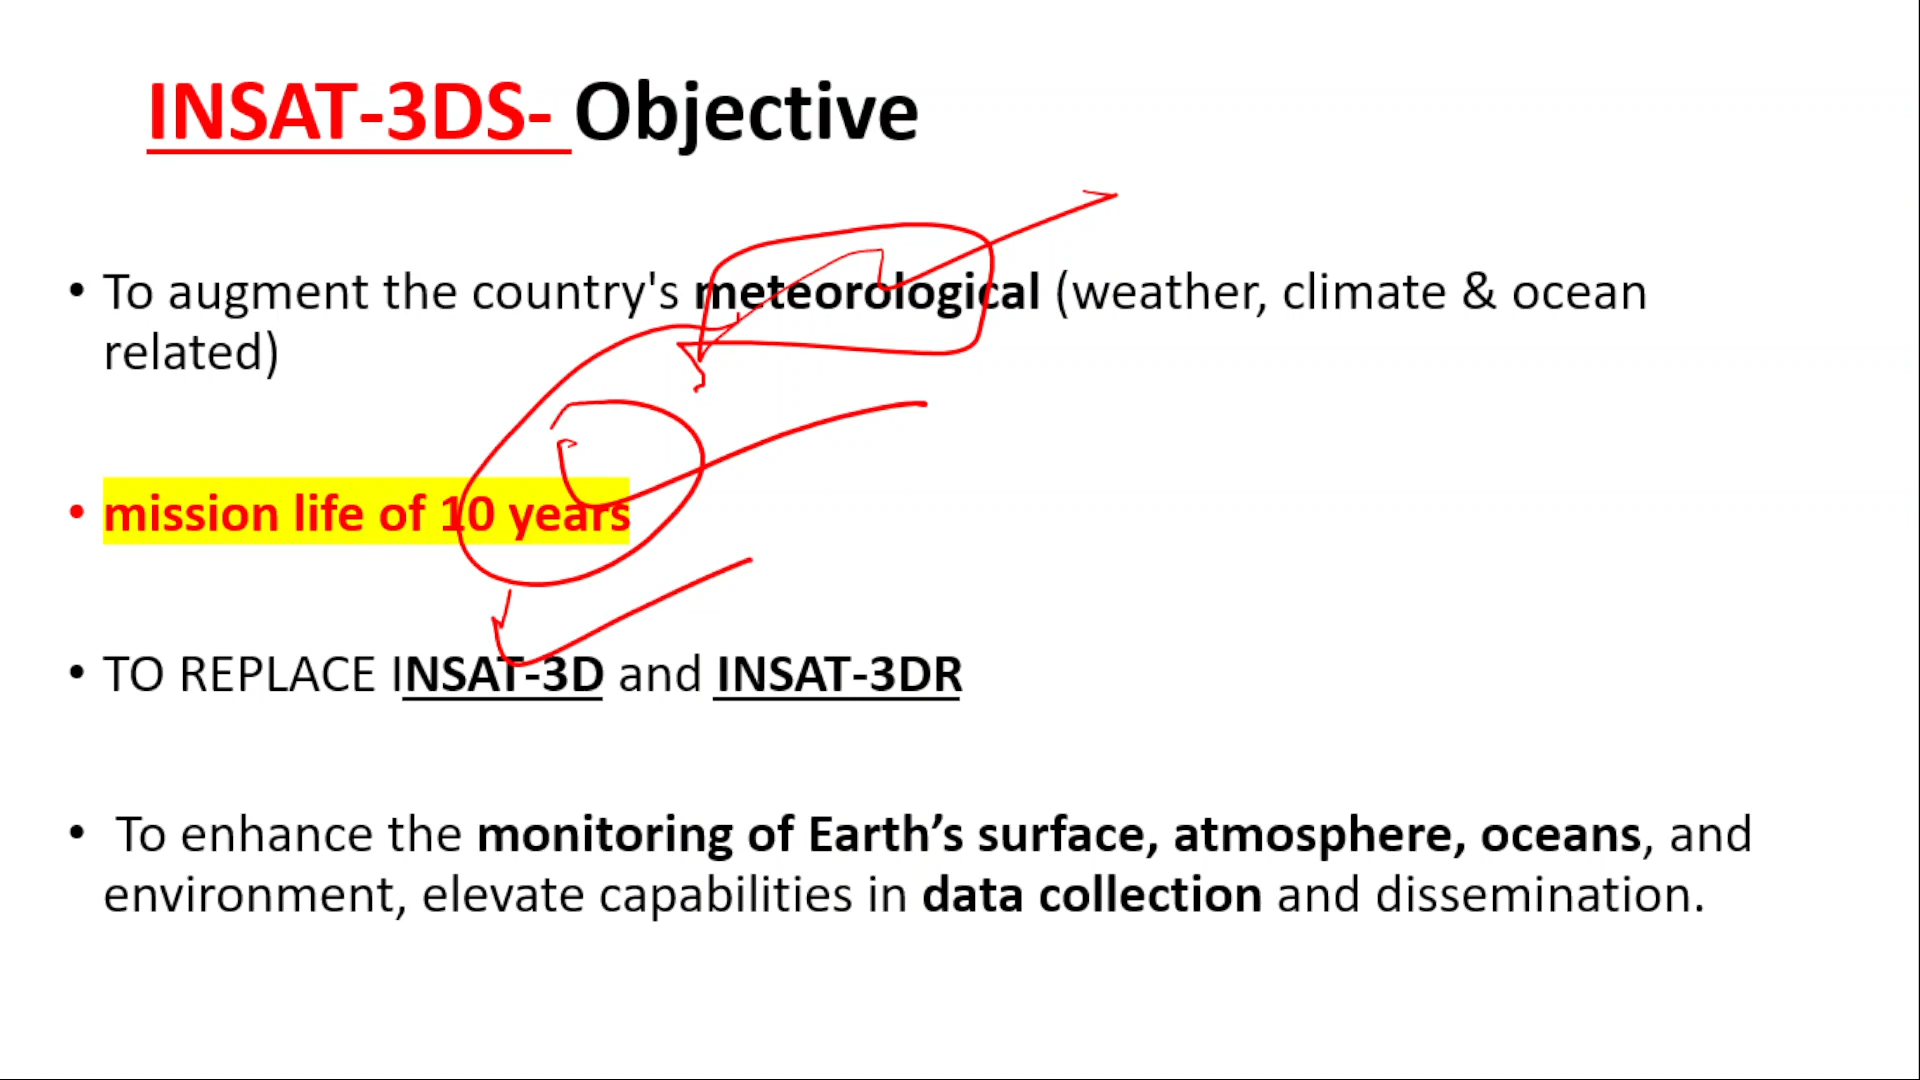 INSAT-3DS- Objective
• To augment the country's meteorological (weather, climate & ocean
related)
• mission life of 10 years
• TO REPLACE INSAT-3D and INSAT-3DR
• To enhance the monitoring of Earth’s surface, atmosphere, oceans, and
environment, elevate capabilities in data collection and dissemination.